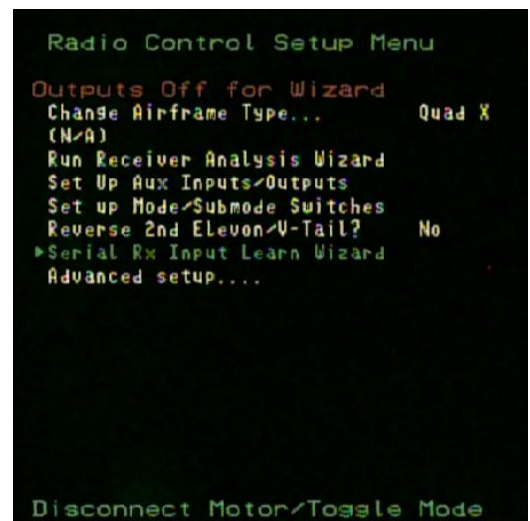 Radio Control Setup Menu
Outputs Off for Wizard
Change Airframe Type... Quad X
(N/A)
Run Receiver Analysis Wizard
Set Up Aux Inputs/Outputs
Set up Mode/Submode Switches
Reverse 2nd Elevon/V-Tail? No
▶Serial Rx Input Learn Wizard
Advanced setup....
Disconnect Motor/Toggle Mode